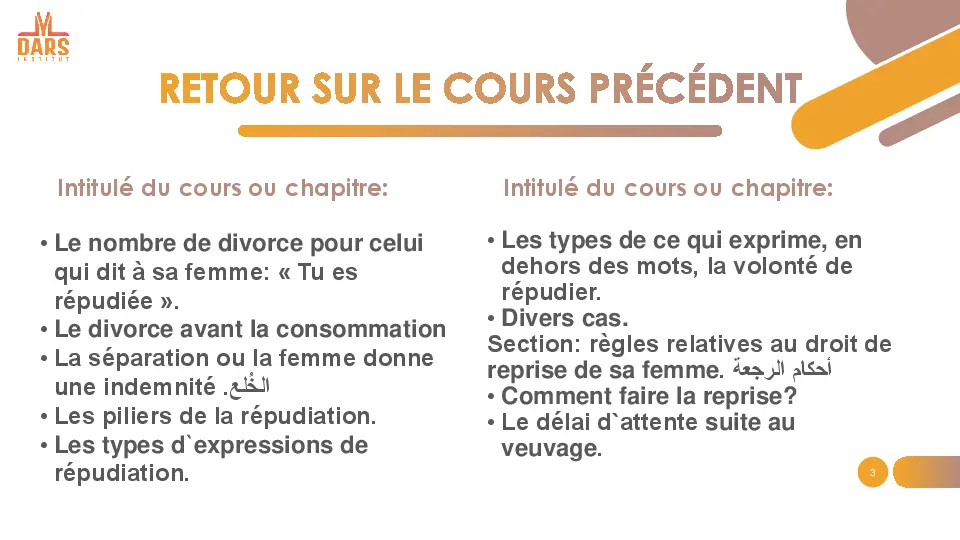 DARS
INSTITUT
RETOUR SUR LE COURS PRÉCÉDENT
Intitulé du cours ou chapitre:
• Le nombre de divorce pour celui
qui dit à sa femme: « Tu es
répudiée ».
• Le divorce avant la consommation
• La séparation ou la femme donne
une indemnité .الخُلع
• Les piliers de la répudiation.
• Les types d`expressions de
répudiation.
Intitulé du cours ou chapitre:
• Les types de ce qui exprime, en
dehors des mots, la volonté de
répudier.
• Divers cas.
Section: règles relatives au droit de
reprise de sa femme. أحكام الرجعة
• Comment faire la reprise?
• Le délai d`attente suite au
veuvage.
3